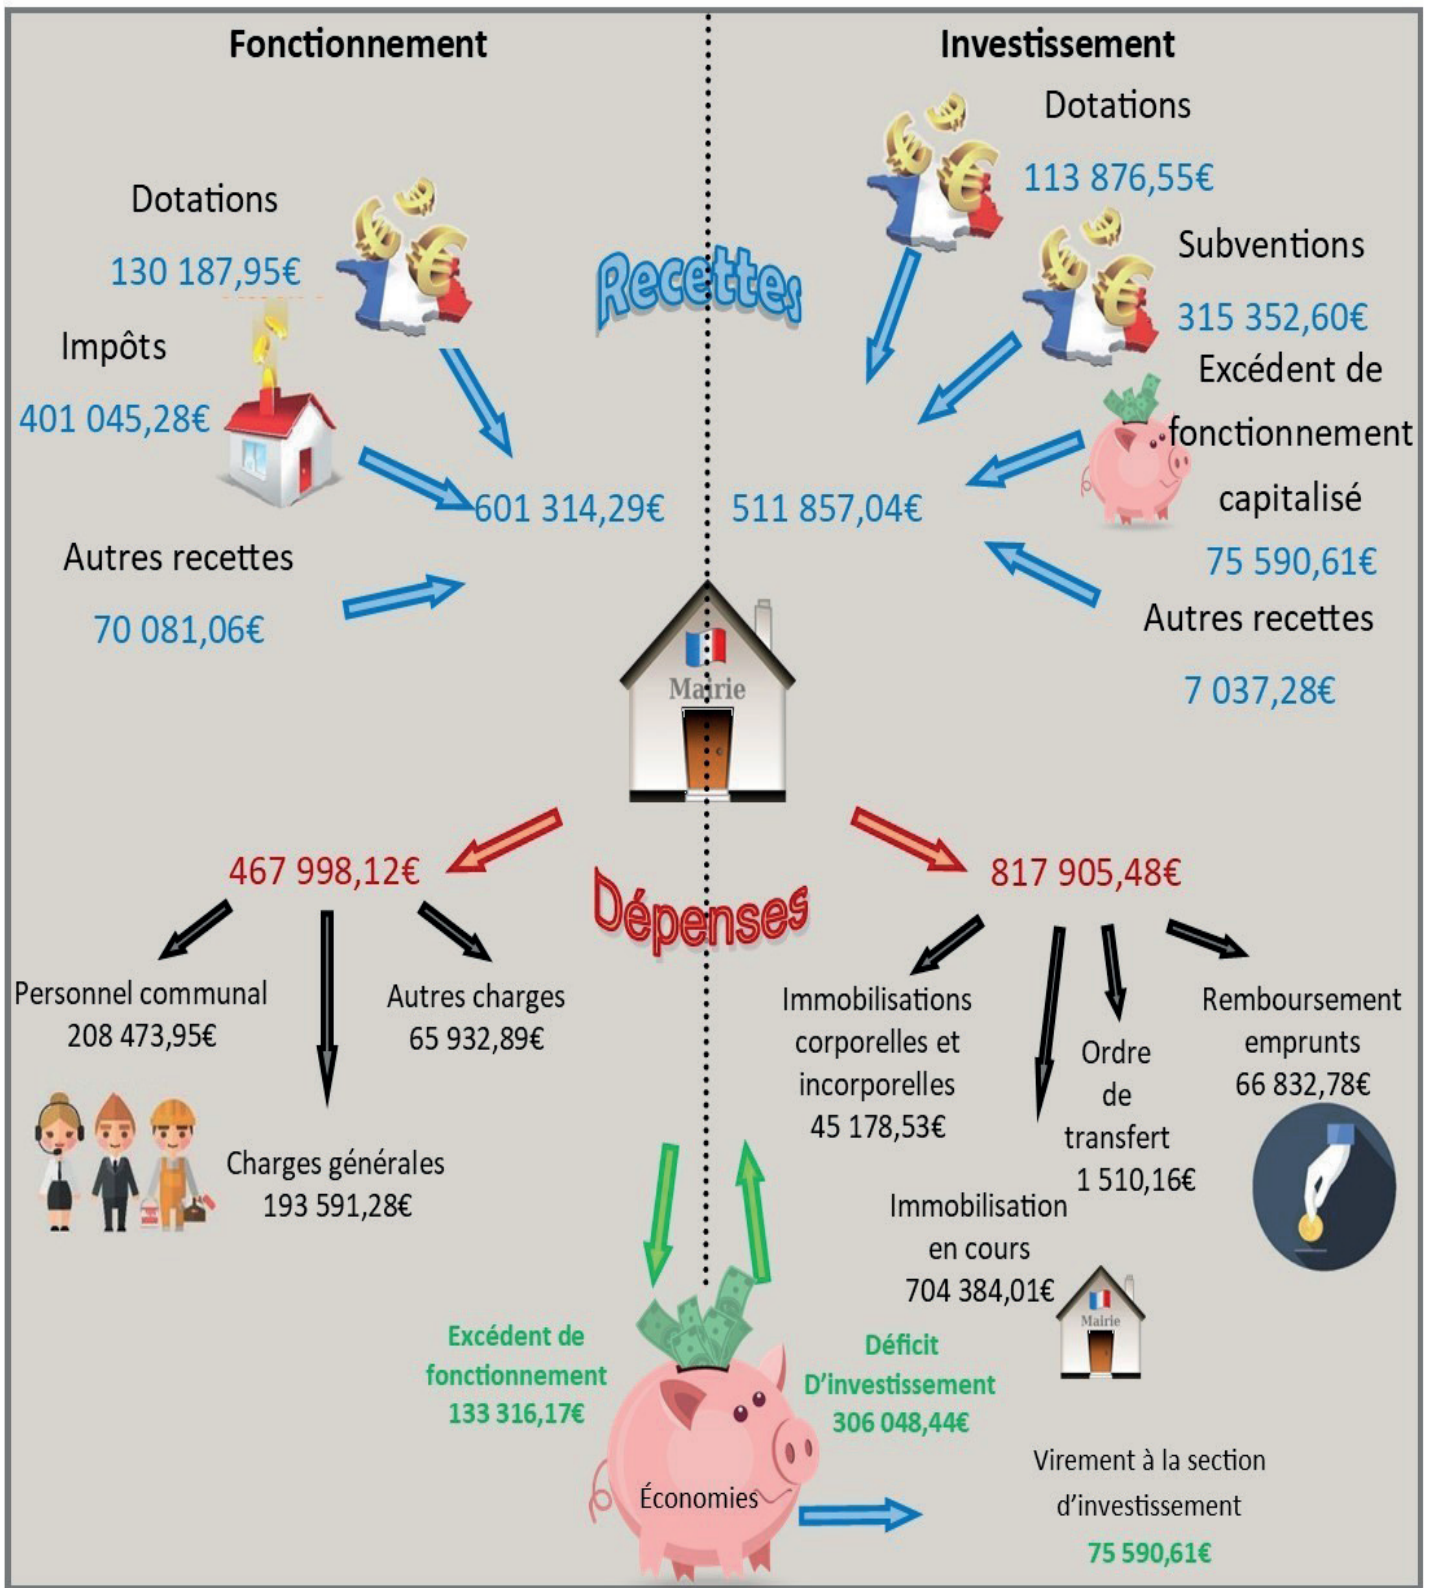 Fonctionnement
Dotations
130 187,95€
Impôts
401 045,28€
Autres recettes
70 081,06€
601 314,29€
Recettes
Investissement
Dotations
113 876,55€
Subventions
315 352,60€
Excédent de
fonctionnement
capitalisé
75 590,61€
Autres recettes
7 037,28€
511 857,04€
Mairie
Dépenses
467 998,12€
Personnel communal
208 473,95€
Charges générales
193 591,28€
Autres charges
65 932,89€
817 905,48€
Immobilisations
corporelles et
incorporelles
45 178,53€
Immobilisation
en cours
704 384,01€
Mairie
Ordre
de
transfert
1 510,16€
Remboursement
emprunts
66 832,78€
Excédent de
fonctionnement
133 316,17€
Déficit
D'investissement
306 048,44€
Économies
Virement à la section
d'investissement
75 590,61€